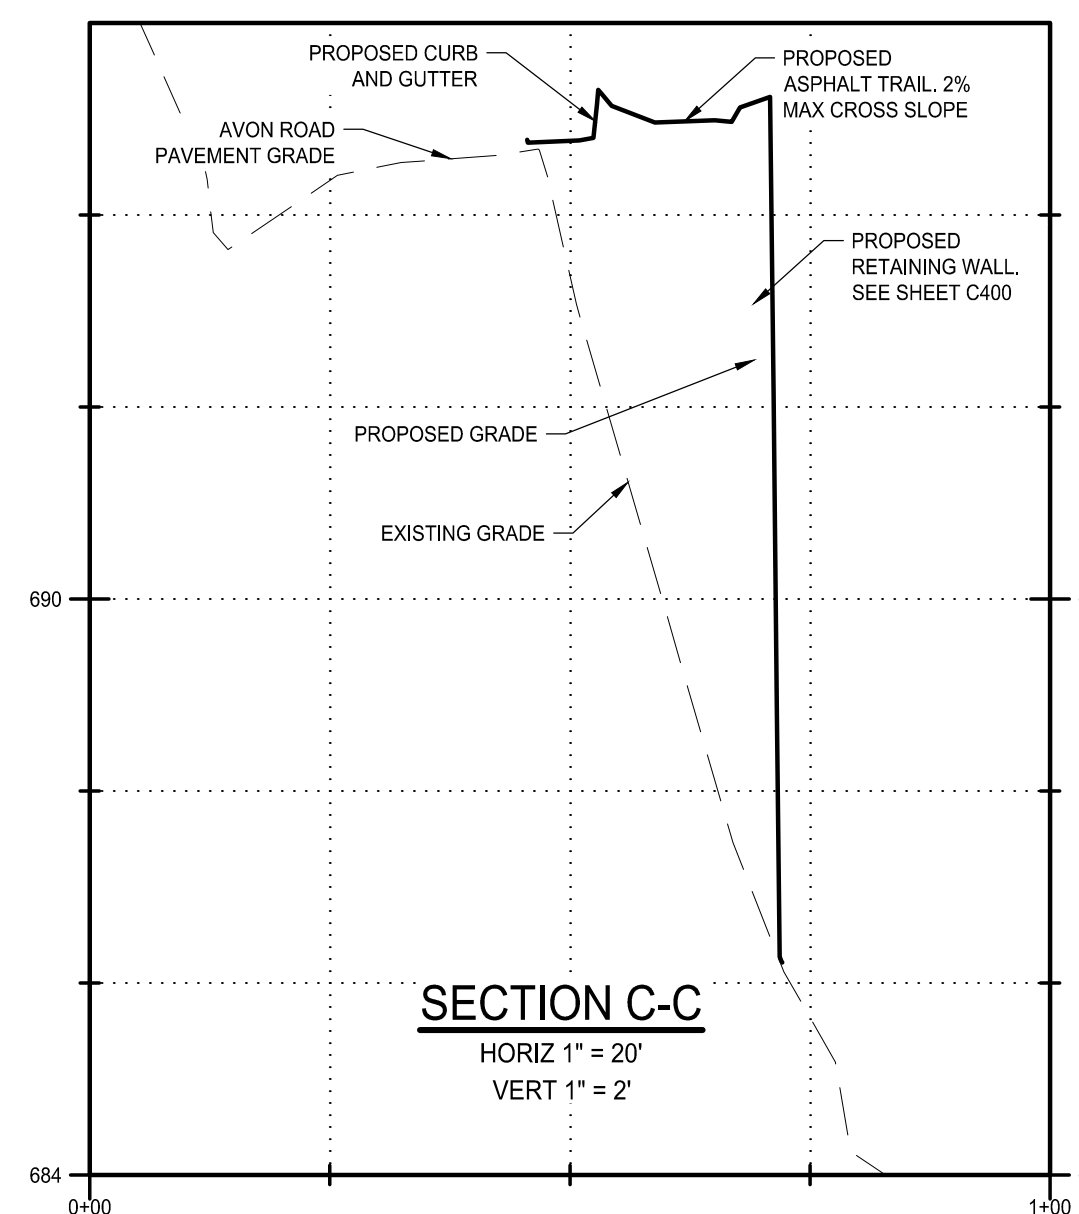 PROPOSED CURB
AND GUTTER
PROPOSED
ASPHALT TRAIL. 2%
MAX CROSS SLOPE
AVON ROAD
PAVEMENT GRADE
PROPOSED
RETAINING WALL.
SEE SHEET C400
PROPOSED GRADE
EXISTING GRADE
690
SECTION C-C
HORIZ 1" = 20'
VERT 1" = 2'
684
0+00
1+00